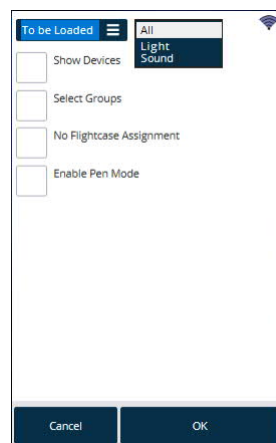 To be Loaded
All
Light
Sound
Show Devices
Select Groups
No Flightcase Assignment
Enable Pen Mode
Cancel
OK